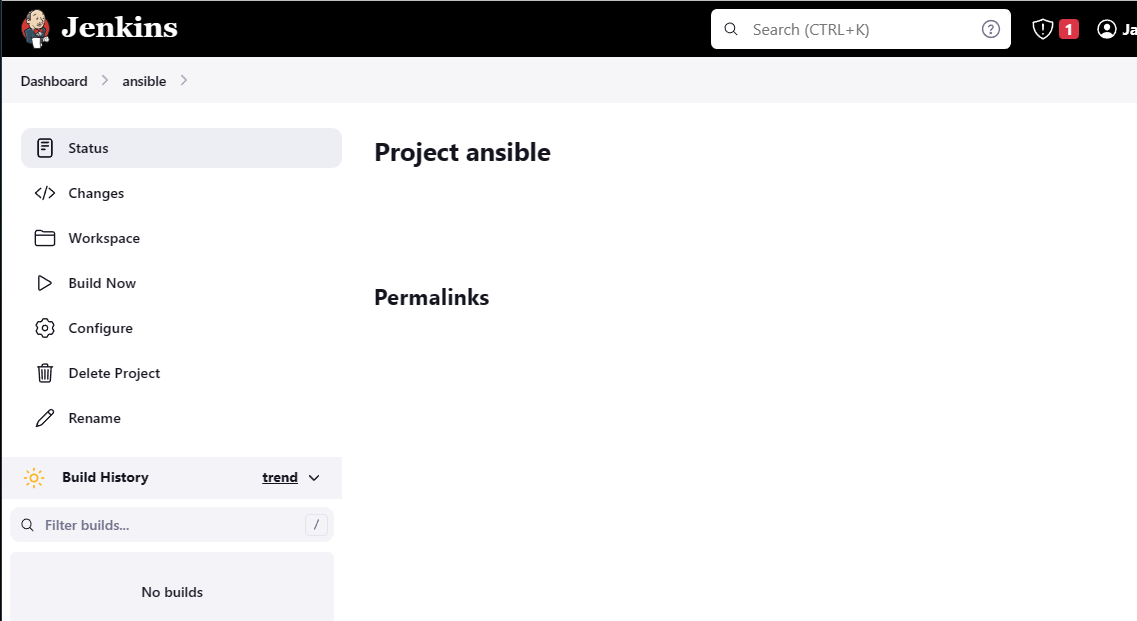 Jenkins
Search (CTRL+K)
?
1
Ja
Dashboard
ansible
Status
Changes
Workspace
Build Now
Configure
Delete Project
Rename
Project ansible
Permalinks
Build History
trend
Filter builds...
/
No builds